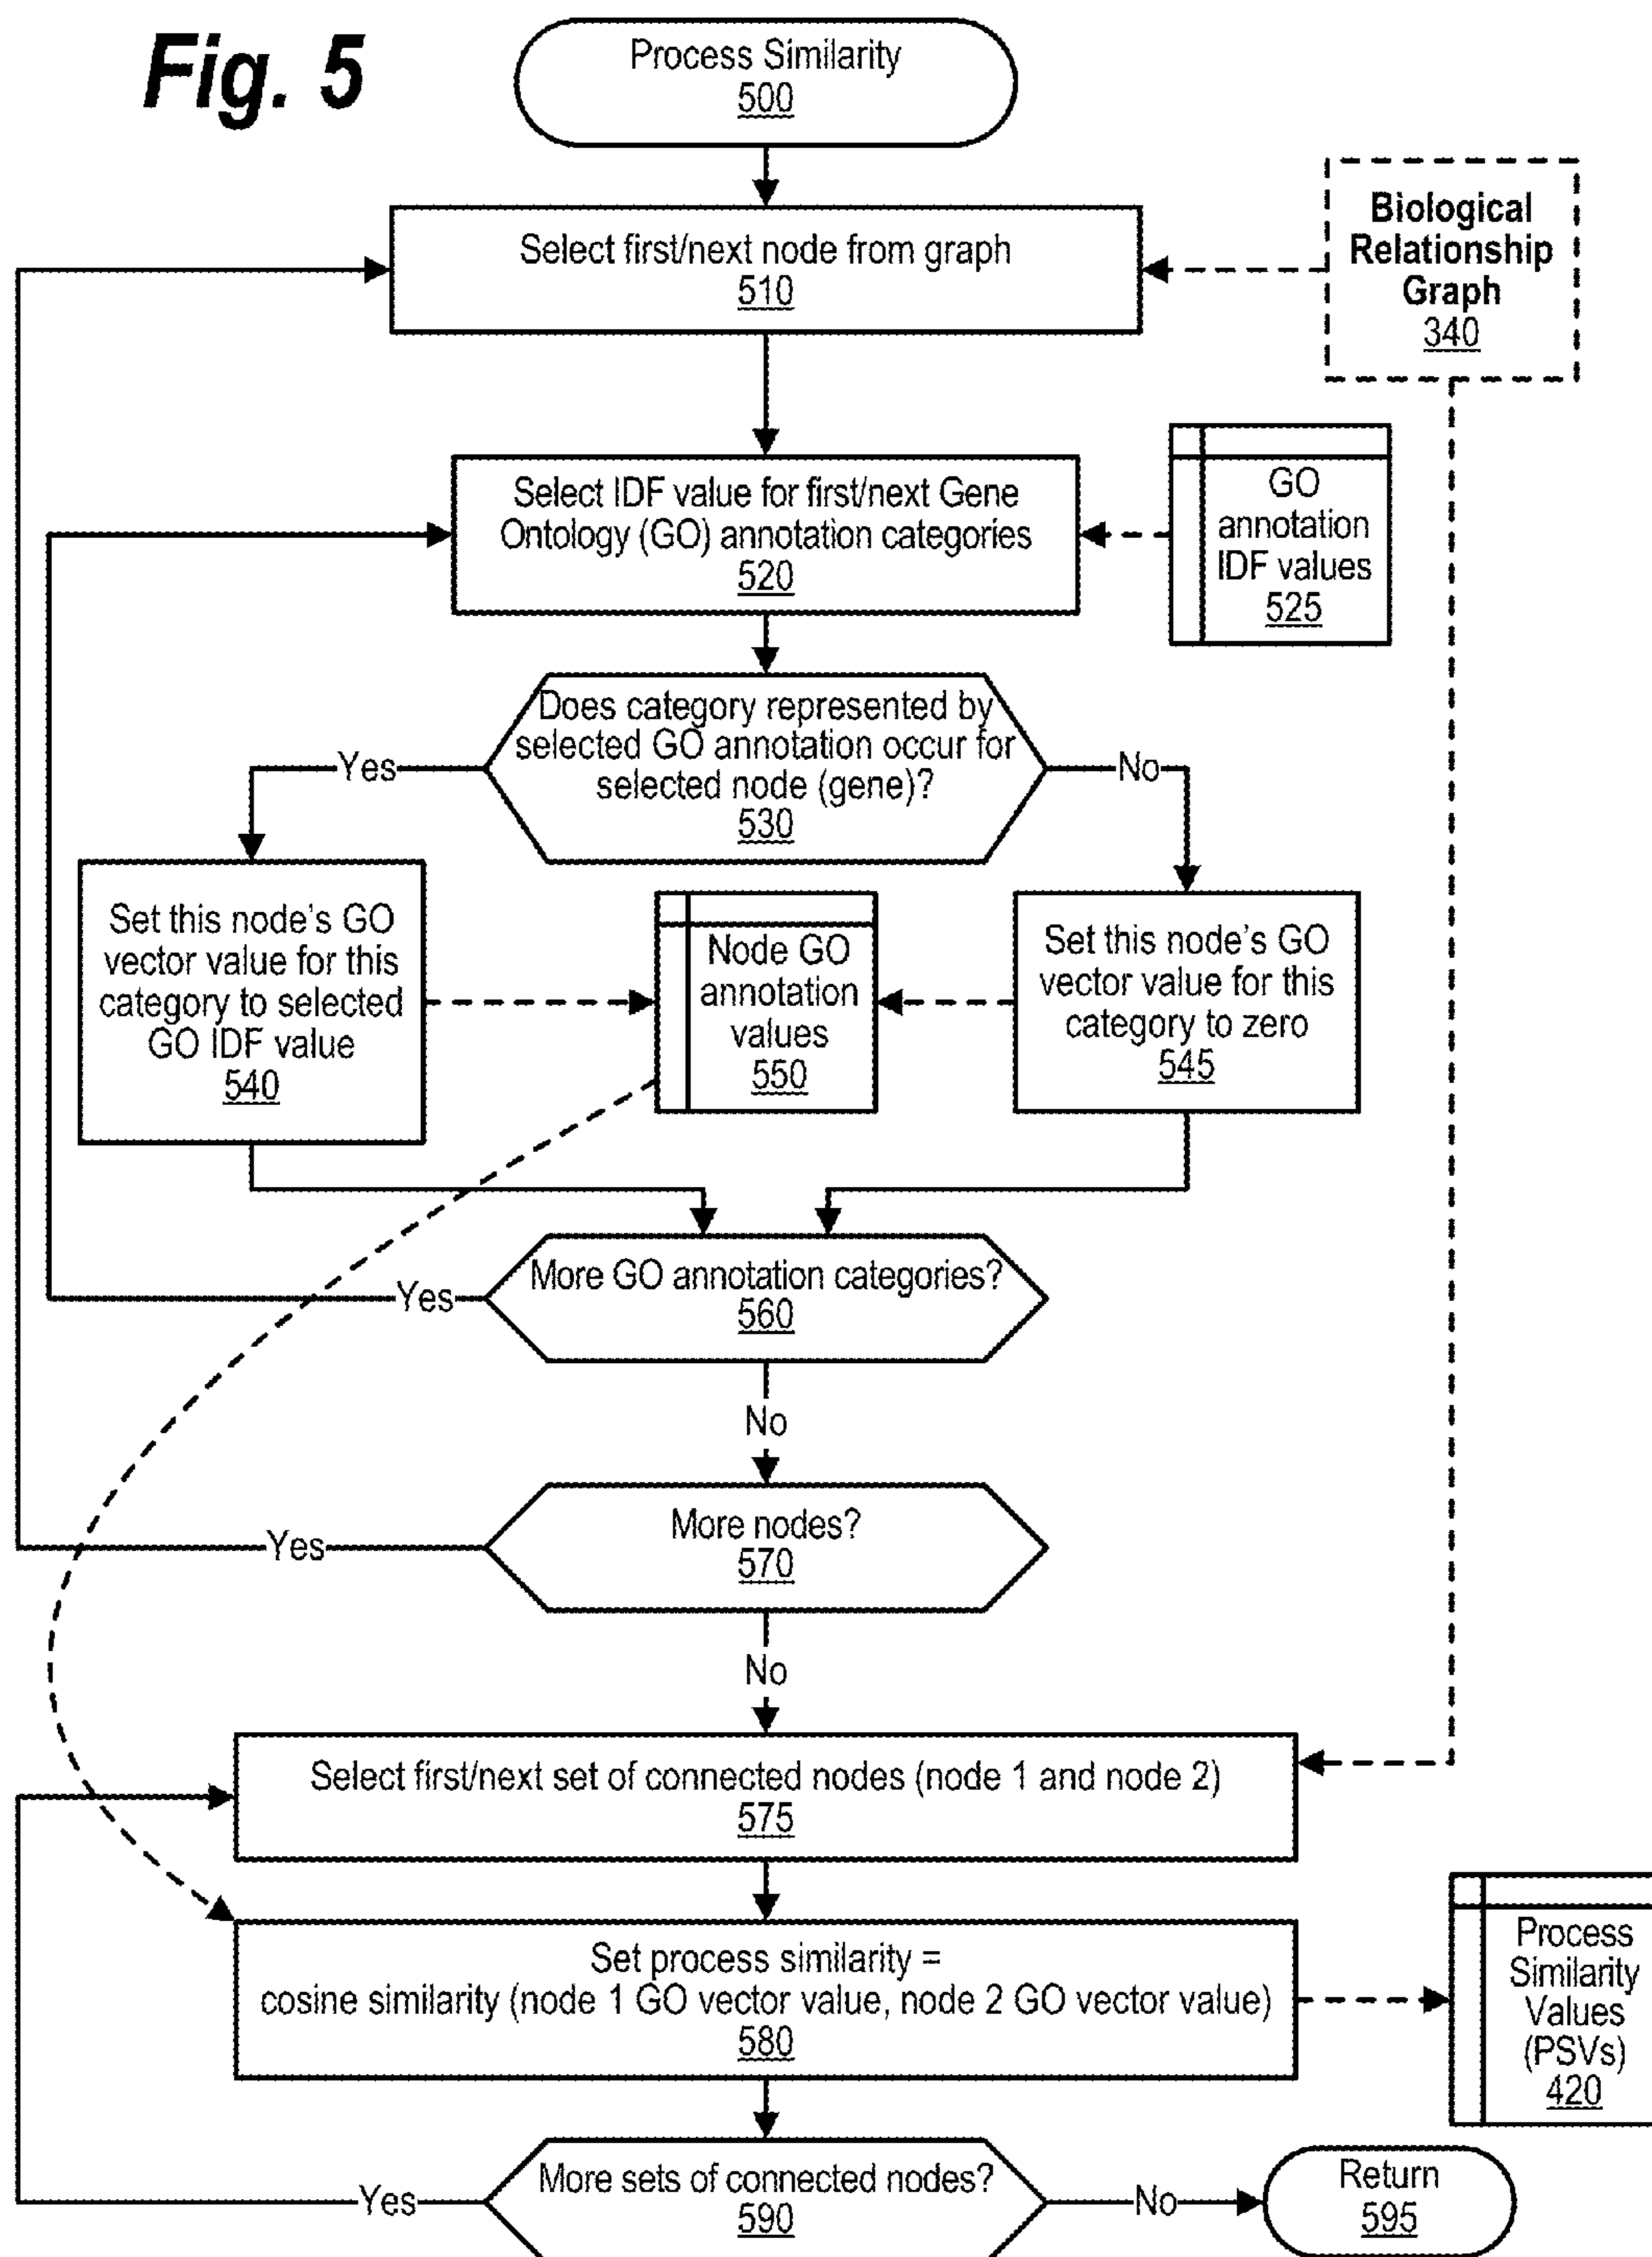 Fig. 5
Process Similarity
500
Select first/next node from graph
510
Biological
Relationship
Graph
340
Select IDF value for first/next Gene
Ontology (GO) annotation categories
520
GO
annotation
IDF values
525
Does category represented by
selected GO annotation occur for
selected node (gene)?
530
Yes
No
Set this node's GO
vector value for this
category to selected
GO IDF value
540
Node GO
annotation
values
550
Set this node's GO
vector value for this
category to zero
545
More GO annotation categories?
560
Yes
No
More nodes?
570
Yes
No
Select first/next set of connected nodes (node 1 and node 2)
575
Set process similarity =
cosine similarity (node 1 GO vector value, node 2 GO vector value)
580
Process
Similarity
Values
(PSVs)
420
More sets of connected nodes?
590
Yes
No
Return
595